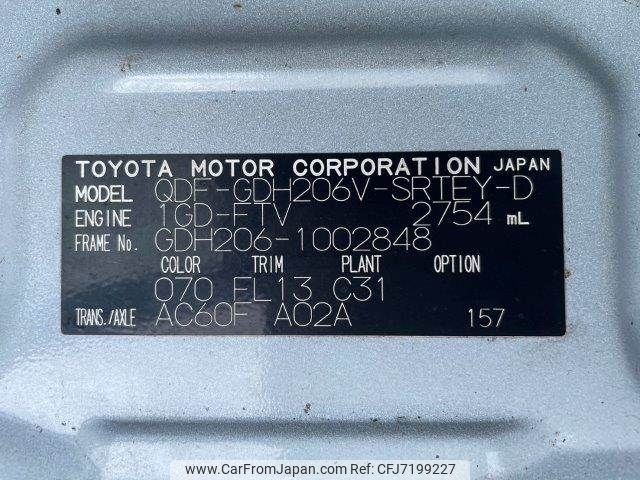 TOYOTA MOTOR CORPORATION JAPAN
MODEL QDF-GDH206V-SRTEY-D
ENGINE 1GD-FTV 2754 mL
FRAME No. GDH206-1002848
COLOR TRIM PLANT OPTION
070 FL13 C31
TRANS./AXLE AC60F A02A 157
www.CarFromJapan.com ref:CFJ7199227